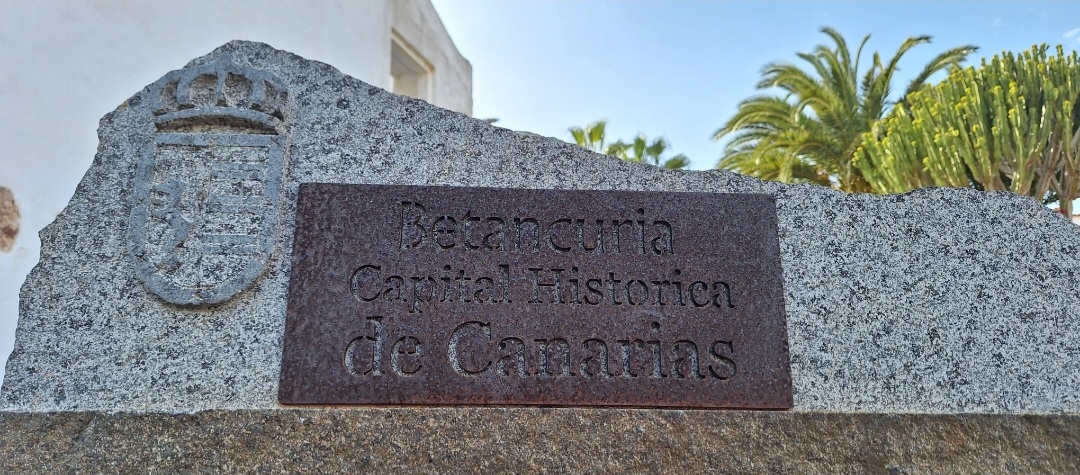 Betancuria
Capital Historica
de Canarias